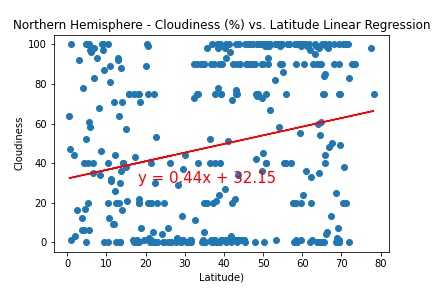 Northern Hemisphere - Cloudiness (%) vs. Latitude Linear Regression
100
80
60
40
20
0
Cloudiness
y = 0.44x + 32.15
0 10 20 30 40 50 60 70 80
Latitude)